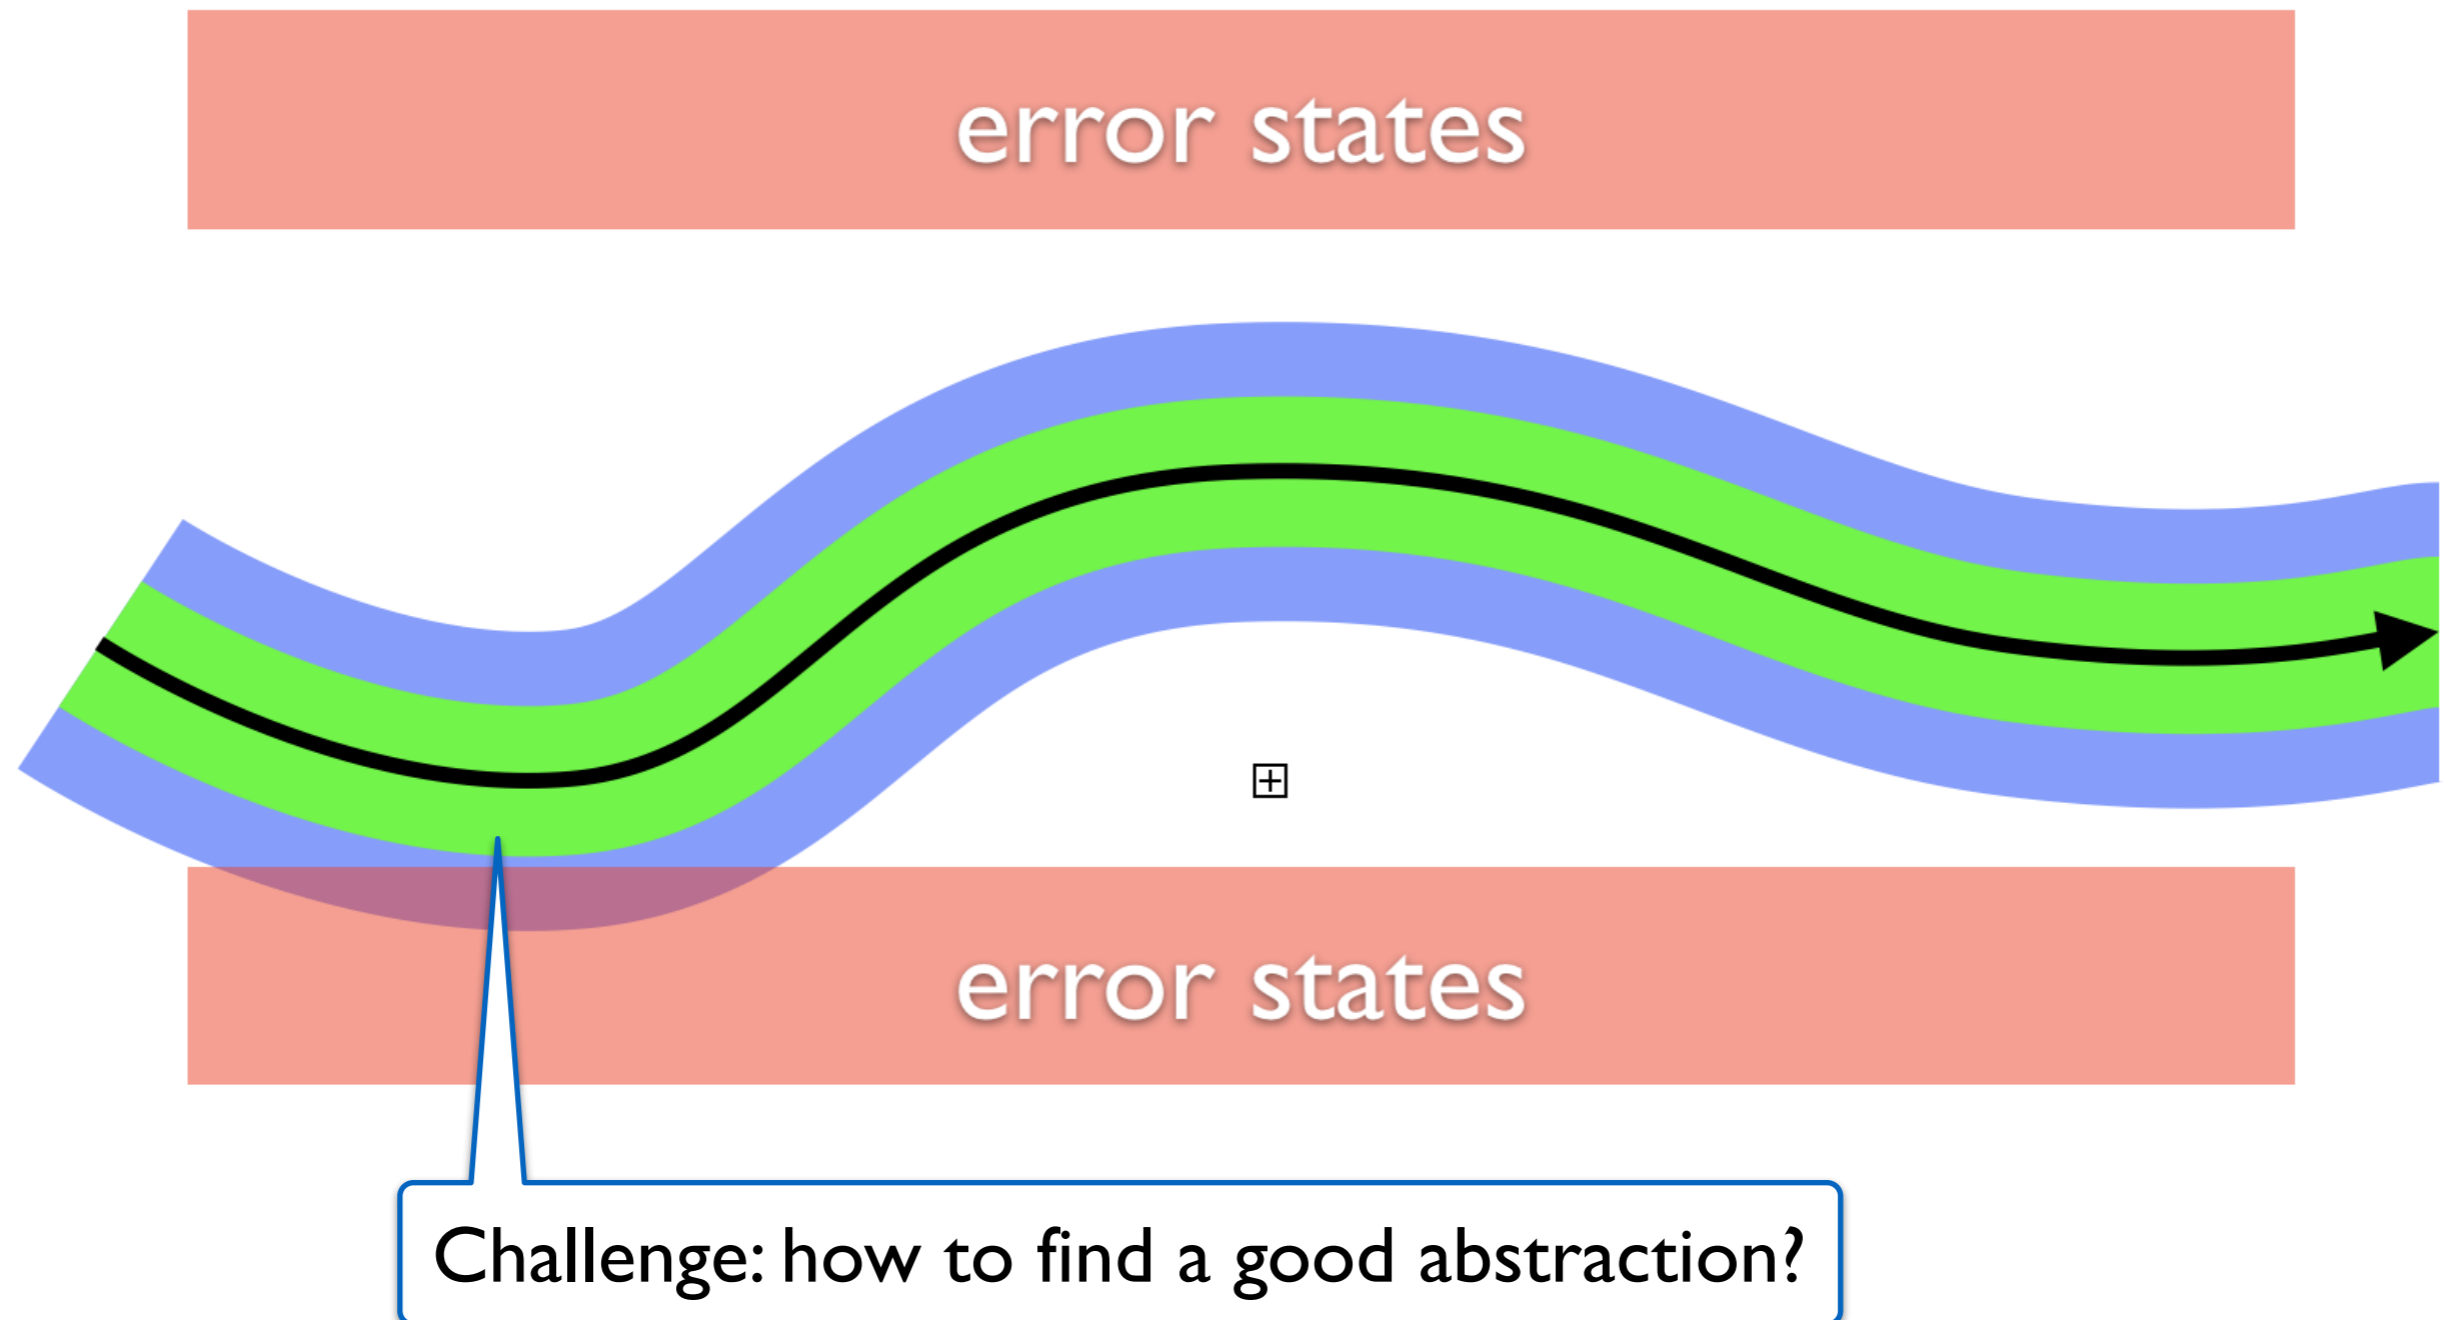 error states
error states
Challenge: how to find a good abstraction?